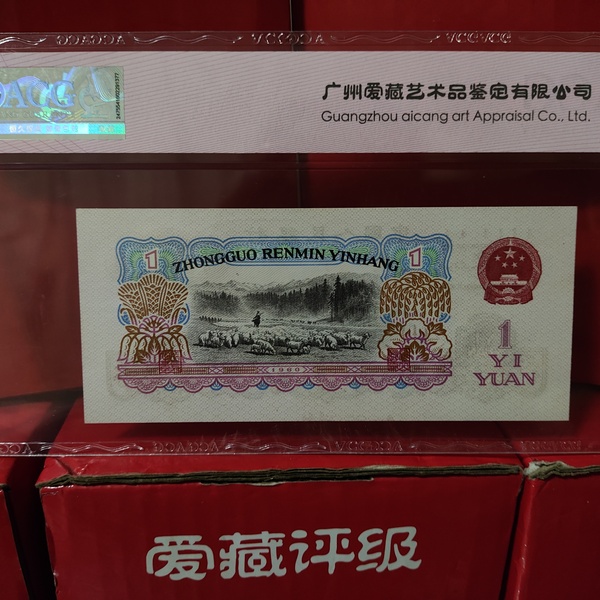 ACGA
广州爱藏艺术品鉴定有限公司
Guangzhou aicang art Appraisal Co., Ltd.
1
1
ZHONGGUO RENMIN YINHANG
1
YI
YUAN
1960
爱藏评级